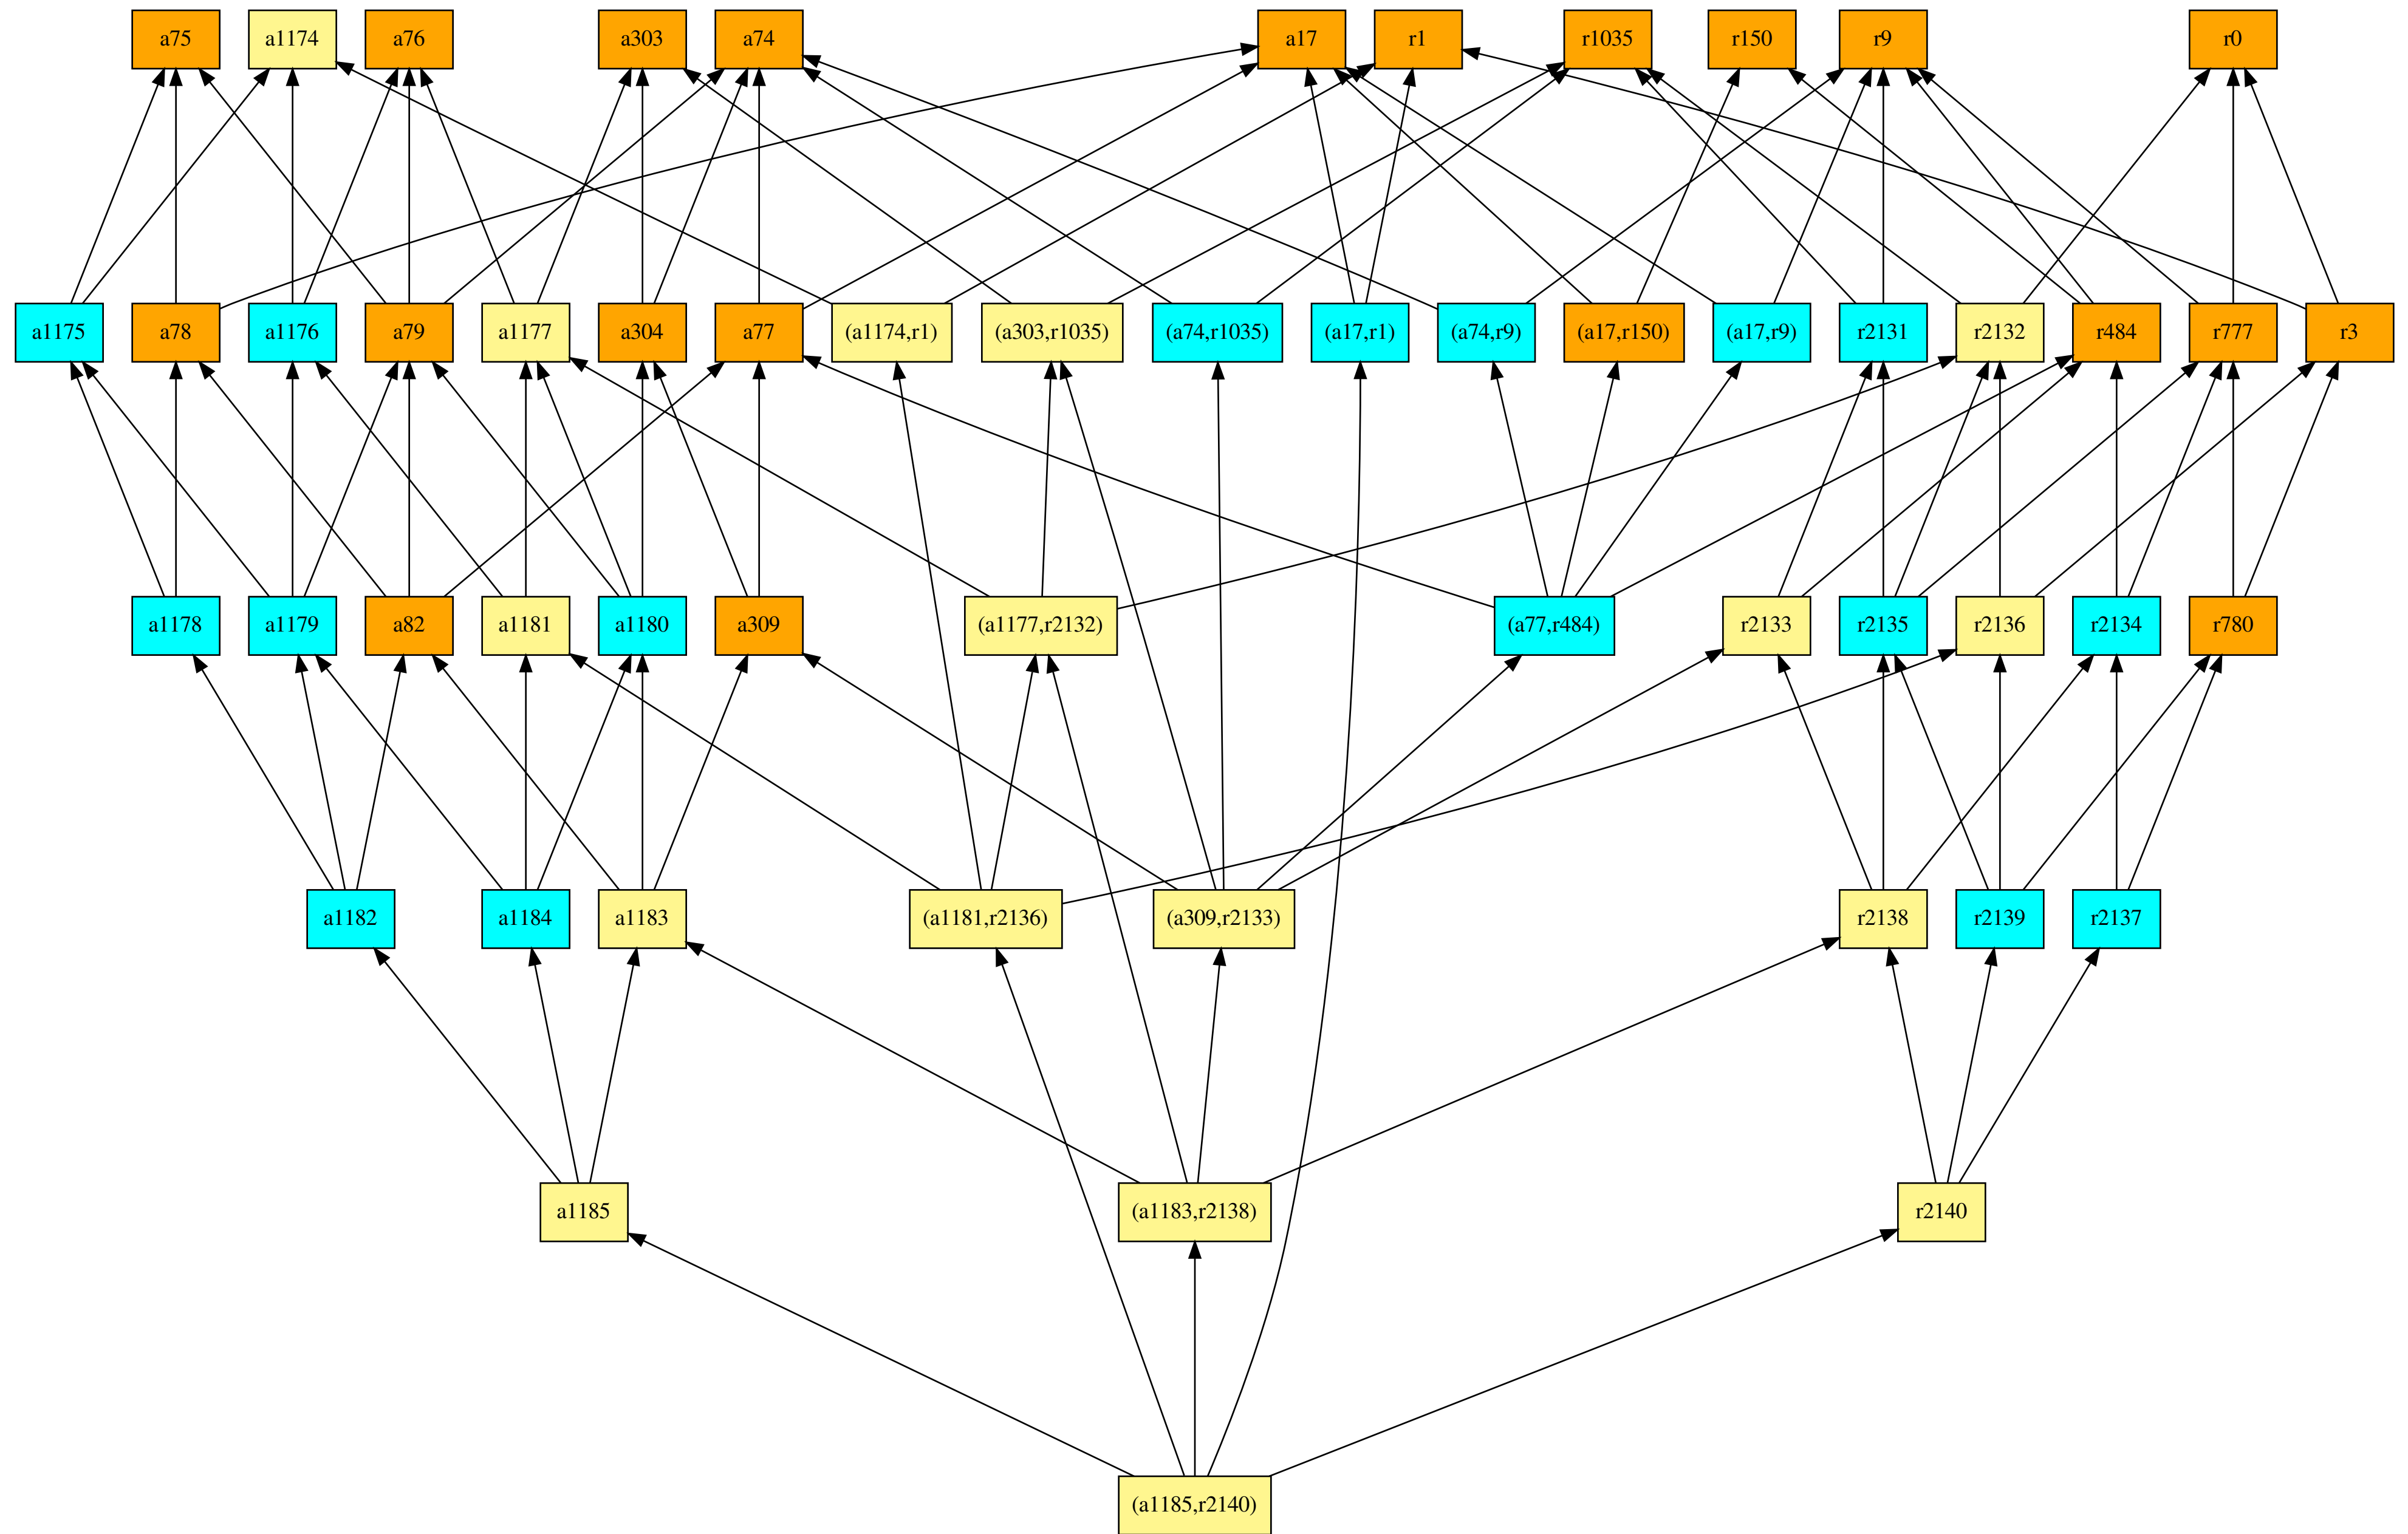 a75
a1174
a76
a303
a74
a17
r1
r1035
r150
r9
r0
a1175
a78
a1176
a79
a1177
a304
a77
(a1174,r1)
(a303,r1035)
(a74,r1035)
(a17,r1)
(a74,r9)
(a17,r150)
(a17,r9)
r2131
r2132
r484
r777
r3
a1178
a1179
a82
a1181
a1180
a309
(a1177,r2132)
(a77,r484)
r2133
r2135
r2136
r2134
r780
a1182
a1184
a1183
(a1181,r2136)
(a309,r2133)
r2138
r2139
r2137
a1185
(a1183,r2138)
r2140
(a1185,r2140)